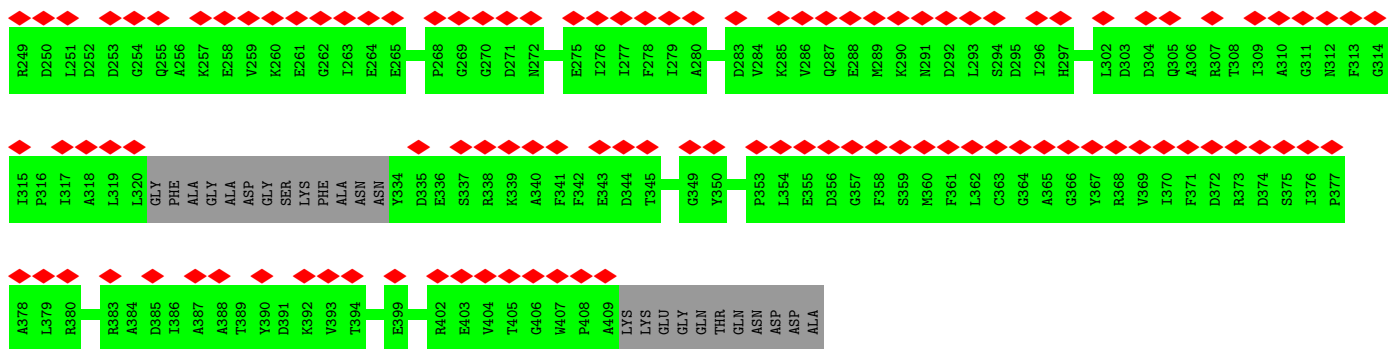 R249 D250 L251 D252 D253 G254 Q255 A256 K257 E258 V259 K260 E261 G262 I263 E264 E265 P268 G269 G270 D271 N272 E275 I276 I277 F278 I279 A280 D283 V284 K285 V286 Q287 E288 M289 K290 N291 D292 L293 S294 D295 I296 H297 L302 D303 D304 Q305 A306 R307 T308 I309 A310 G311 N312 F313 G314
I315 P316 I317 A318 L319 L320 GLY PHE ALA GLY ALA ASP GLY SER LYS PHE ALA ASN ASN Y334 D335 E336 S337 R338 K339 A340 F341 F342 E343 D344 T345 G349 Y350 P353 L354 E355 D356 G357 F358 S359 M360 F361 L362 C363 G364 A365 G366 Y367 R368 V369 I370 F371 D372 R373 D374 S375 I376 P377
A378 L379 R380 R383 A384 D385 I386 A387 A388 T389 Y390 D391 K392 V393 T394 E399 R402 E403 V404 T405 G406 W407 P408 A409 LYS LYS GLU GLY GLN THR GLN ASN ASP ASP ALA